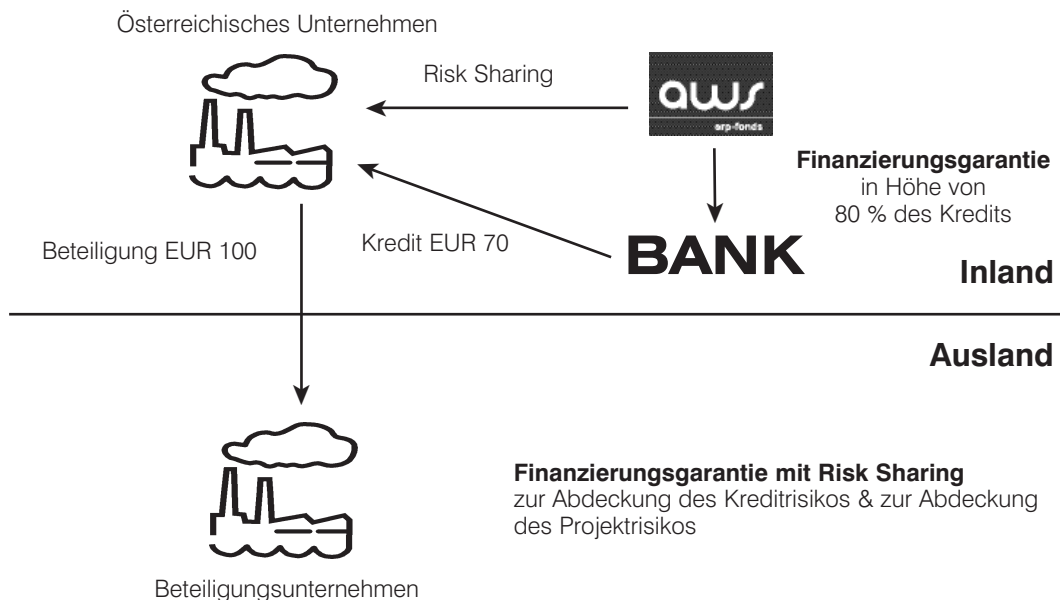 Österreichisches Unternehmen
Risk Sharing
aws
erp-fonds
Finanzierungsgarantie
in Höhe von
80 % des Kredits
Beteiligung EUR 100
Kredit EUR 70
BANK
Inland
Ausland
Finanzierungsgarantie mit Risk Sharing
zur Abdeckung des Kreditrisikos & zur Abdeckung
des Projektrisikos
Beteiligungsunternehmen